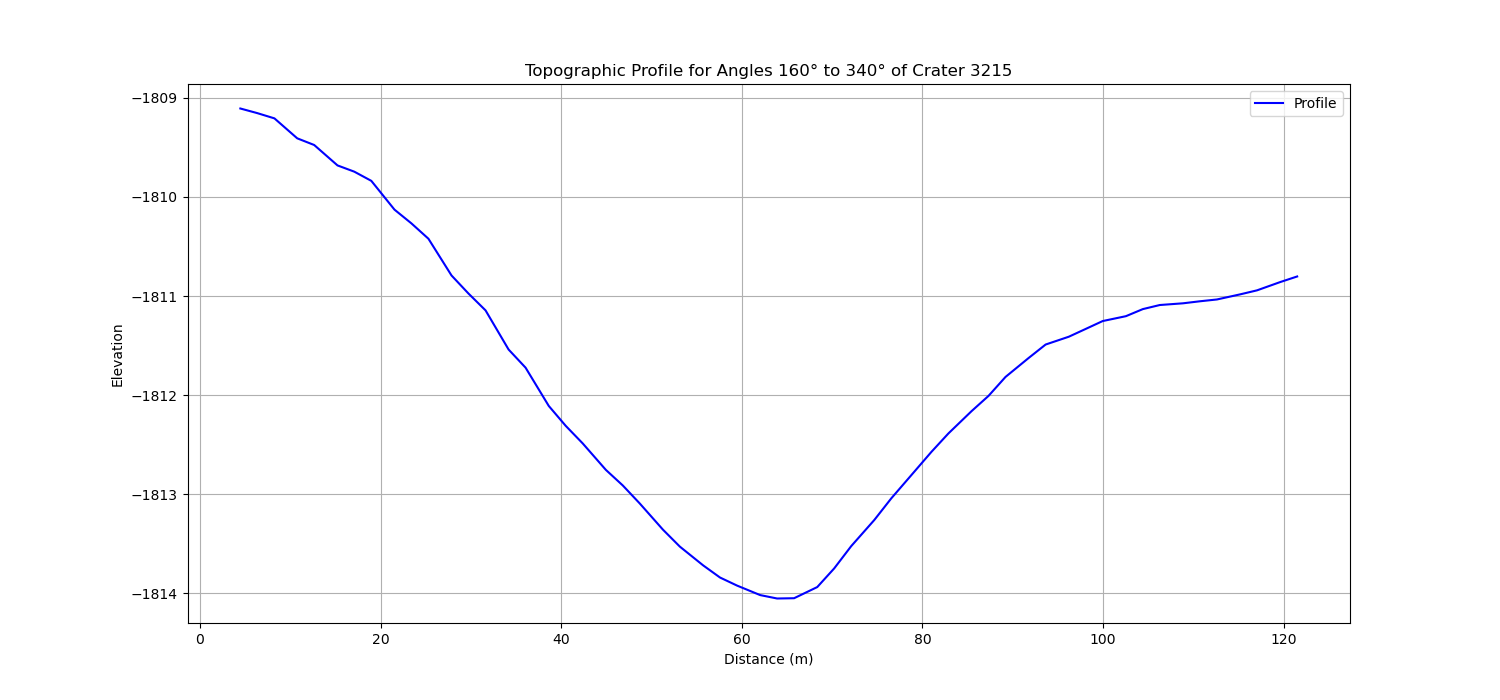 Topographic Profile for Angles 160° to 340° of Crater 3215
Profile
−1809
−1810
−1811
−1812
−1813
−1814
Elevation
0 20 40 60 80 100 120
Distance (m)